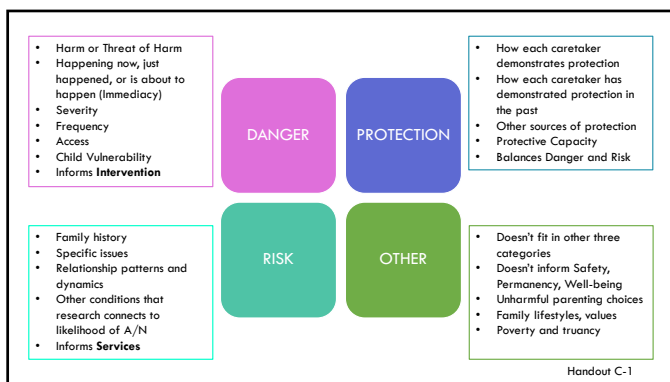 • Harm or Threat of Harm
• Happening now, just
happened, or is about to
happen (Immediacy)
• Severity
• Frequency
• Access
• Child Vulnerability
• Informs Intervention
DANGER
PROTECTION
• How each caretaker
demonstrates protection
• How each caretaker has
demonstrated protection in
the past
• Other sources of protection
• Protective Capacity
• Balances Danger and Risk
• Family history
• Specific issues
• Relationship patterns and
dynamics
• Other conditions that
research connects to
likelihood of A/N
• Informs Services
RISK
OTHER
• Doesn't fit in other three
categories
• Doesn't inform Safety,
Permanency, Well-being
• Unharmful parenting choices
• Family lifestyles, values
• Poverty and truancy
Handout C-1